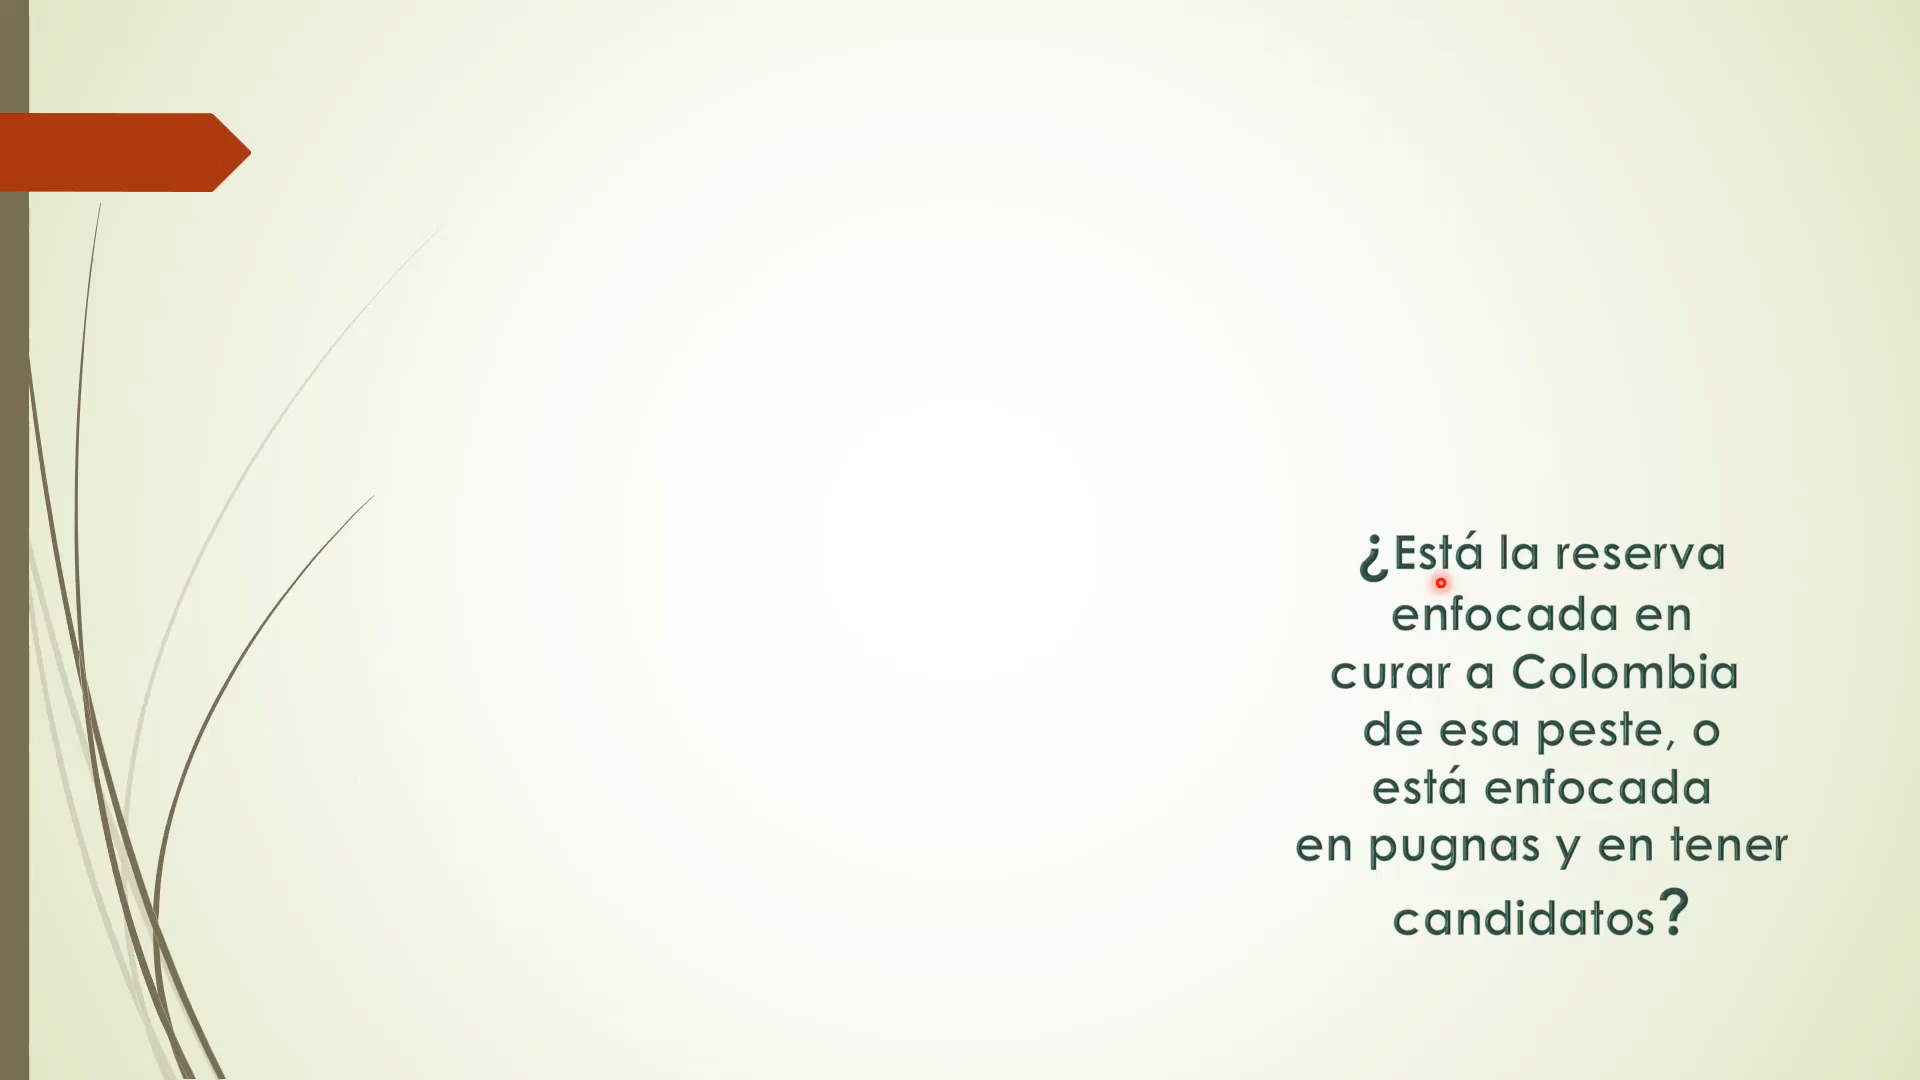 ¿Está la reserva
enfocada en
curar a Colombia
de esa peste, o
está enfocada
en pugnas y en tener
candidatos?